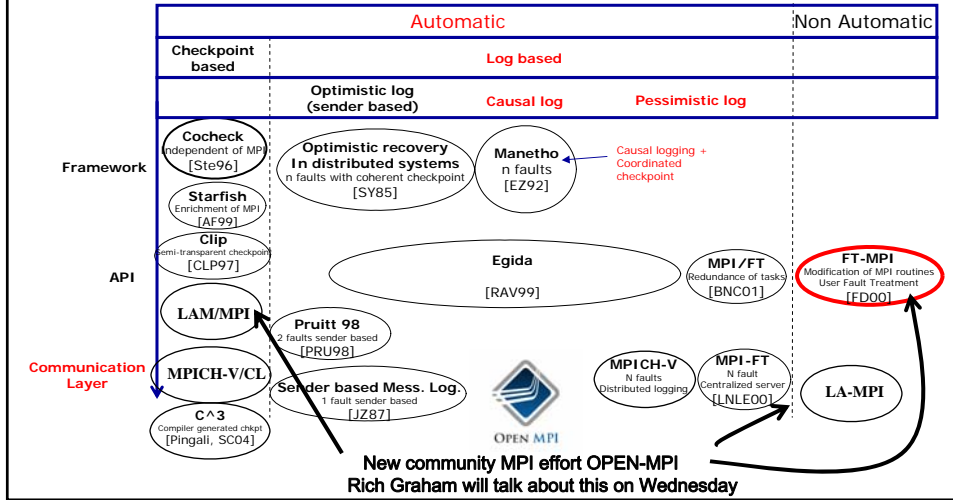 Automatic
Non Automatic
Checkpoint
based
Log based
Optimistic log
(sender based)
Causal log
Pessimistic log
Framework
API
Communication
Layer
Cocheck
Independent of MPI
[Ste96]
Starfish
Enrichment of MPI
[AF99]
Clip
Semi-transparent checkpoint
[CLP97]
LAM/MPI
MPICH-V/CL
C^3
Compiler generated chkpt
[Pingali, SC04]
Optimistic recovery
In distributed systems
n faults with coherent checkpoint
[SY85]
Manetho
n faults
[EZ92]
Causal logging +
Coordinated
checkpoint
Egida
[RAV99]
MPI/FT
Redundance of tasks
[BNC01]
FT-MPI
Modification of MPI routines
User Fault Treatment
[FD00]
Pruitt 98
2 faults sender based
[PRU98]
Sender based Mess. Log.
1 fault sender based
[JZ87]
OPEN MPI
MPICH-V
N faults
Distributed logging
MPI-FT
N fault
Centralized server
[LNLE00]
LA-MPI
New community MPI effort OPEN-MPI
Rich Graham will talk about this on Wednesday